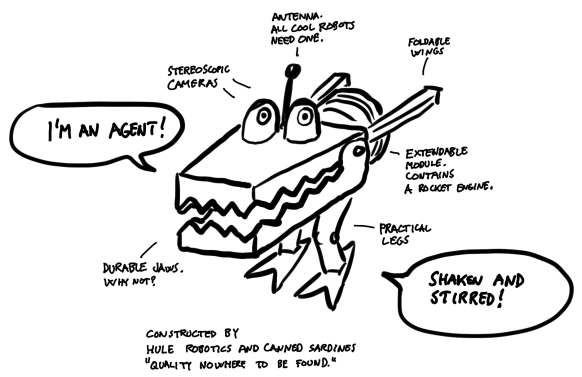 ANTENNA.
ALL COOL ROBOTS
NEED ONE.
FOLDABLE
WINGS
STEREOSCOPIC
CAMERAS
I'M AN AGENT!
EXTENDABLE
MODULE.
CONTAINS
A ROCKET ENGINE.
PRACTICAL
LEGS
DURABLE JAWS.
WHY NOT?
SHAKEN AND
STIRRED!
CONSTRUCTED BY
HULE ROBOTICS AND CANNED SARDINES
"QUALITY NOWHERE TO BE FOUND."